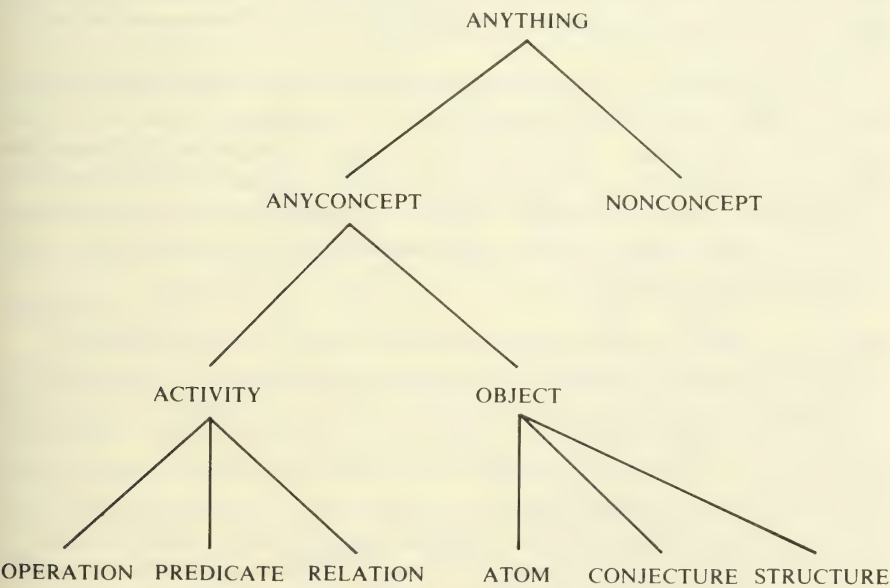 ANYTHING
ANYCONCEPT NONCONCEPT
ACTIVITY OBJECT
OPERATION PREDICATE RELATION ATOM CONJECTURE STRUCTURE